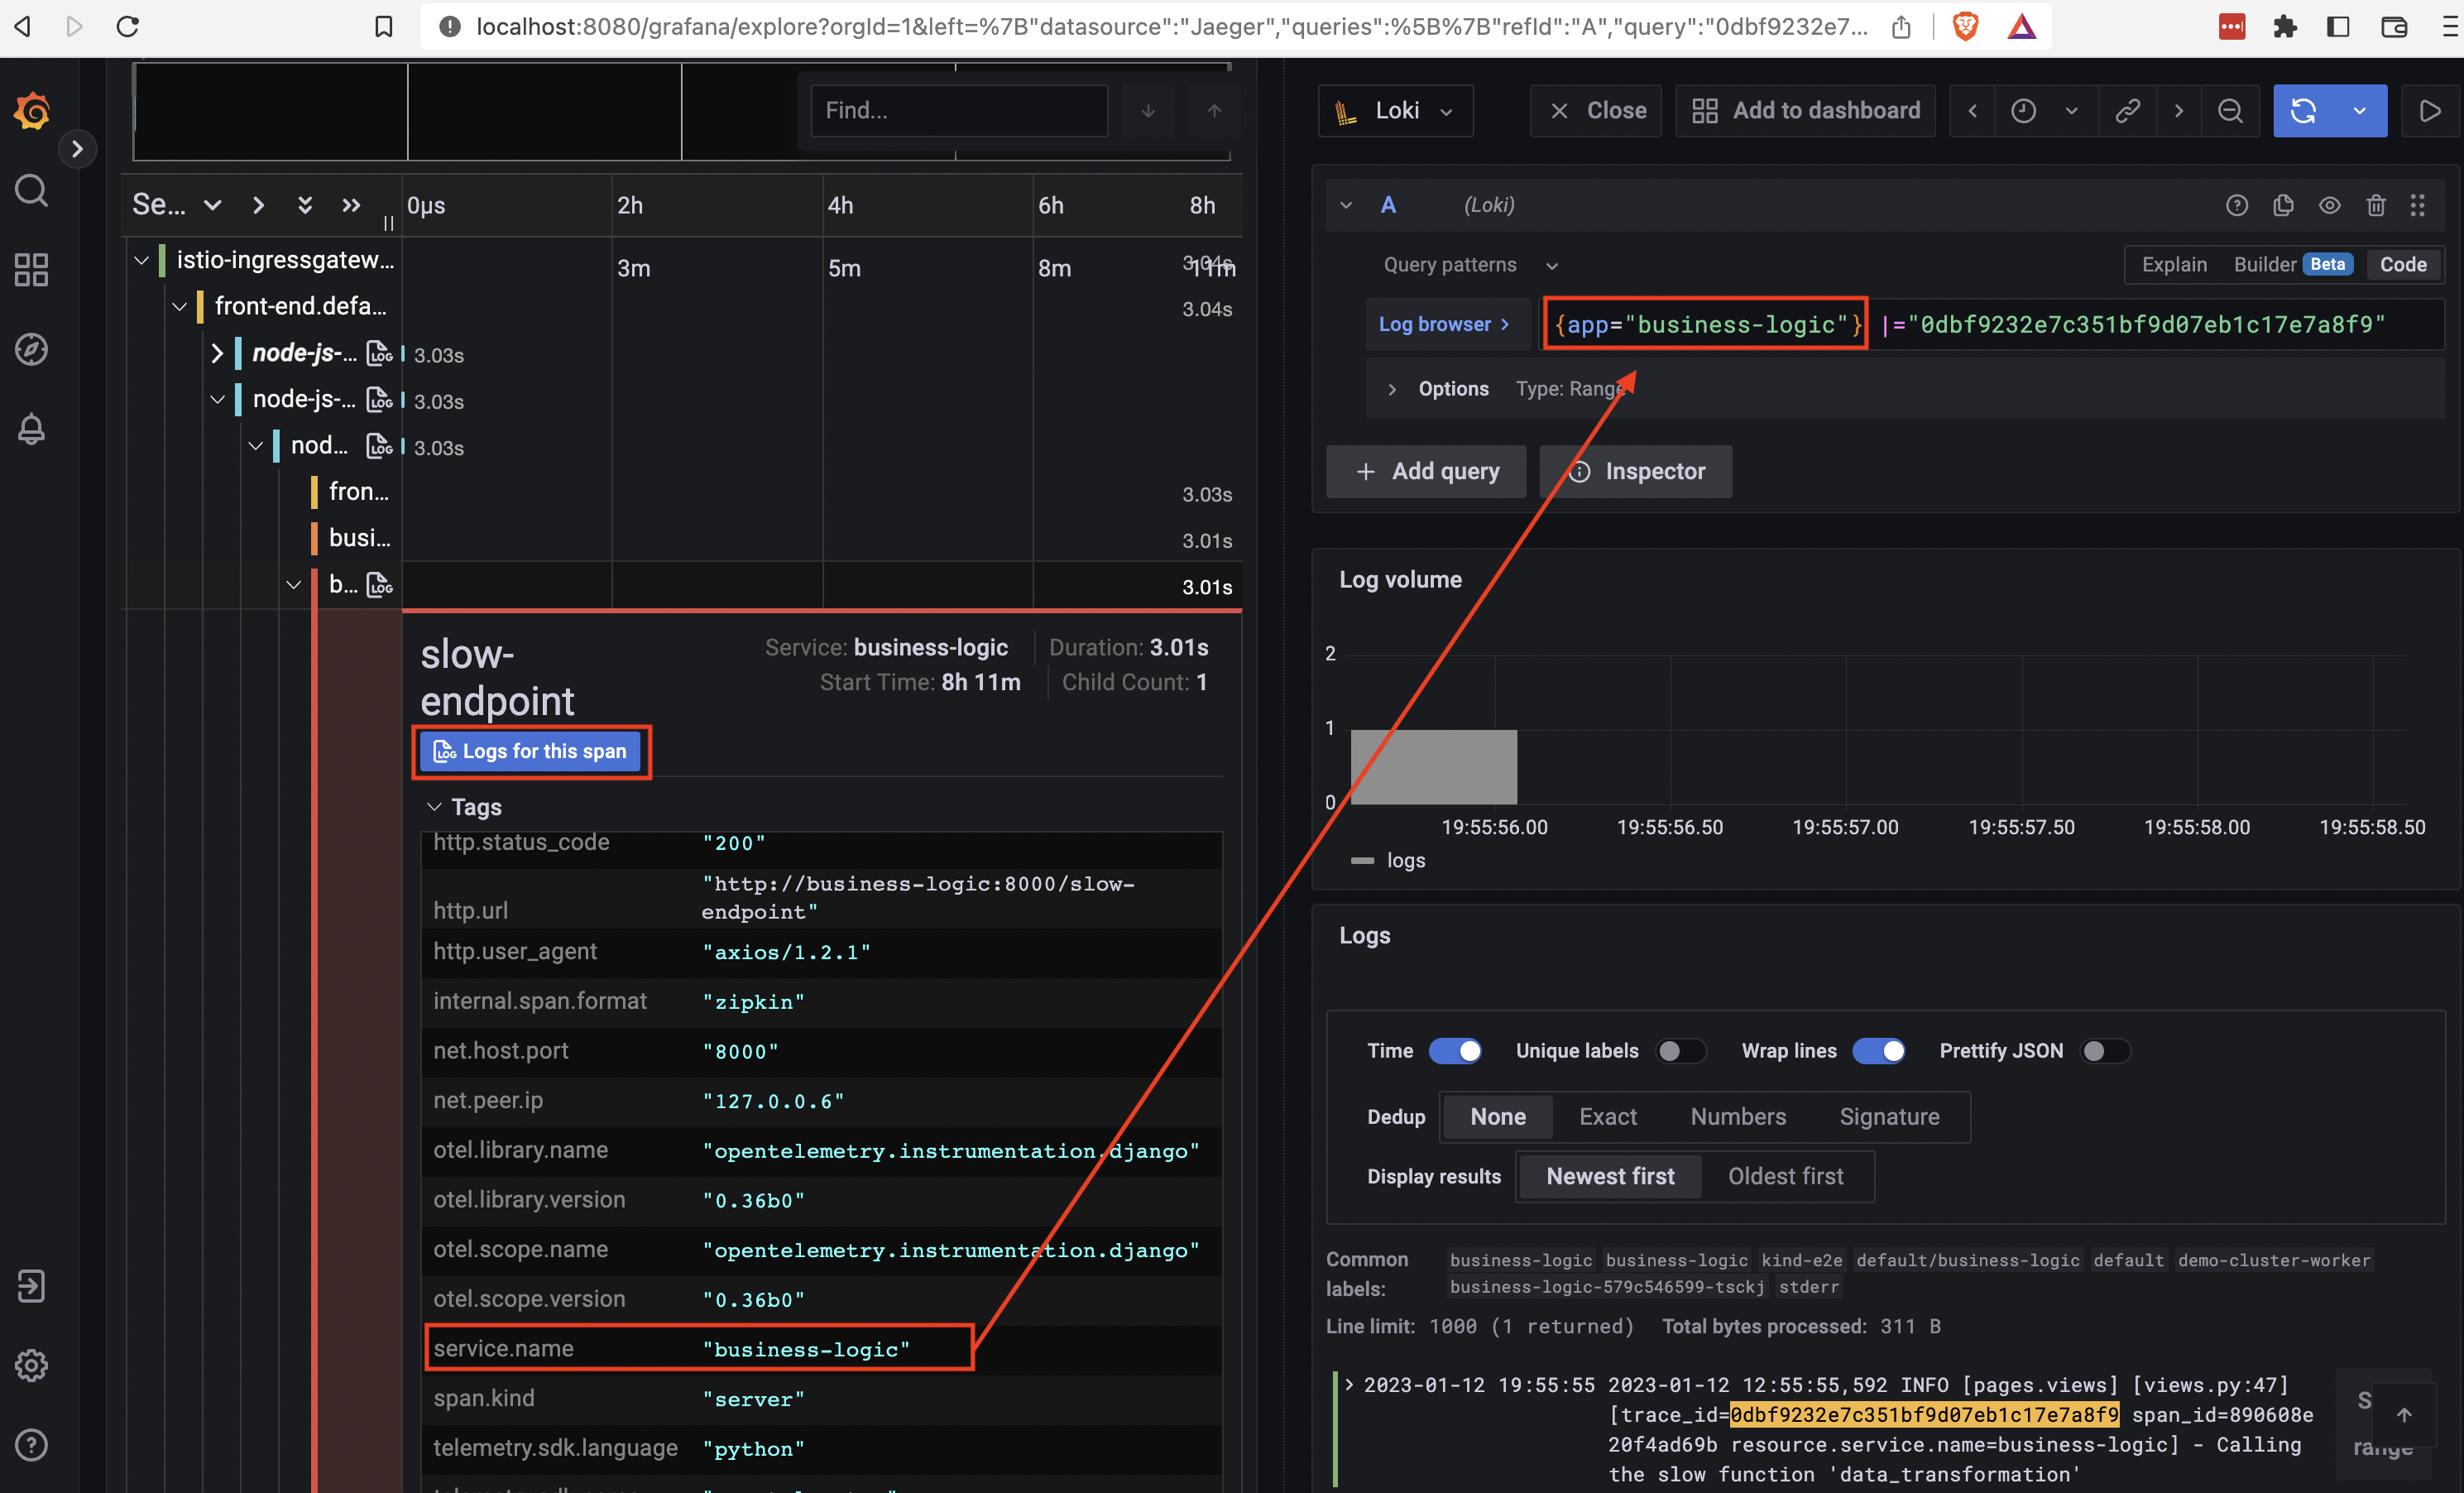 localhost:8080/grafana/explore?orgId=1&left=%7B"datasource":"Jaeger","queries":%5B%7B"refId":"A","query":"0dbf9232e7...
Find...
Se...
0µs 2h 4h 6h 8h
3m 5m 8m 11m
istio-ingressgatew... 3.04s
front-end.defa... 3.04s
node-js-... LOG 3.03s
node-js-... LOG 3.03s
nod... LOG 3.03s
fron... 3.03s
busi... 3.01s
b... LOG 3.01s
slow-
endpoint
Service: business-logic Duration: 3.01s
Start Time: 8h 11m Child Count: 1
LOG Logs for this span
Tags
http.status_code "200"
http.url "http://business-logic:8000/slow-
endpoint"
http.user_agent "axios/1.2.1"
internal.span.format "zipkin"
net.host.port "8000"
net.peer.ip "127.0.0.6"
otel.library.name "opentelemetry.instrumentation.django"
otel.library.version "0.36b0"
otel.scope.name "opentelemetry.instrumentation.django"
otel.scope.version "0.36b0"
service.name "business-logic"
span.kind "server"
telemetry.sdk.language "python"
Loki
Close
Add to dashboard
A (Loki)
Query patterns
Explain Builder Beta Code
Log browser > {app="business-logic"} |="0dbf9232e7c351bf9d07eb1c17e7a8f9"
Options Type: Range
+ Add query
Inspector
Log volume
2
1
0
19:55:56.00 19:55:56.50 19:55:57.00 19:55:57.50 19:55:58.00 19:55:58.50
logs
Logs
Time Unique labels Wrap lines Prettify JSON
Dedup None Exact Numbers Signature
Display results Newest first Oldest first
Common labels: business-logic business-logic kind-e2e default/business-logic default demo-cluster-worker
business-logic-579c546599-tsckj stderr
Line limit: 1000 (1 returned) Total bytes processed: 311 B
2023-01-12 19:55:55 2023-01-12 12:55:55,592 INFO [pages.views] [views.py:47]
[trace_id=0dbf9232e7c351bf9d07eb1c17e7a8f9 span_id=890608e
20f4ad69b resource.service.name=business-logic] - Calling
the slow function 'data_transformation'
range